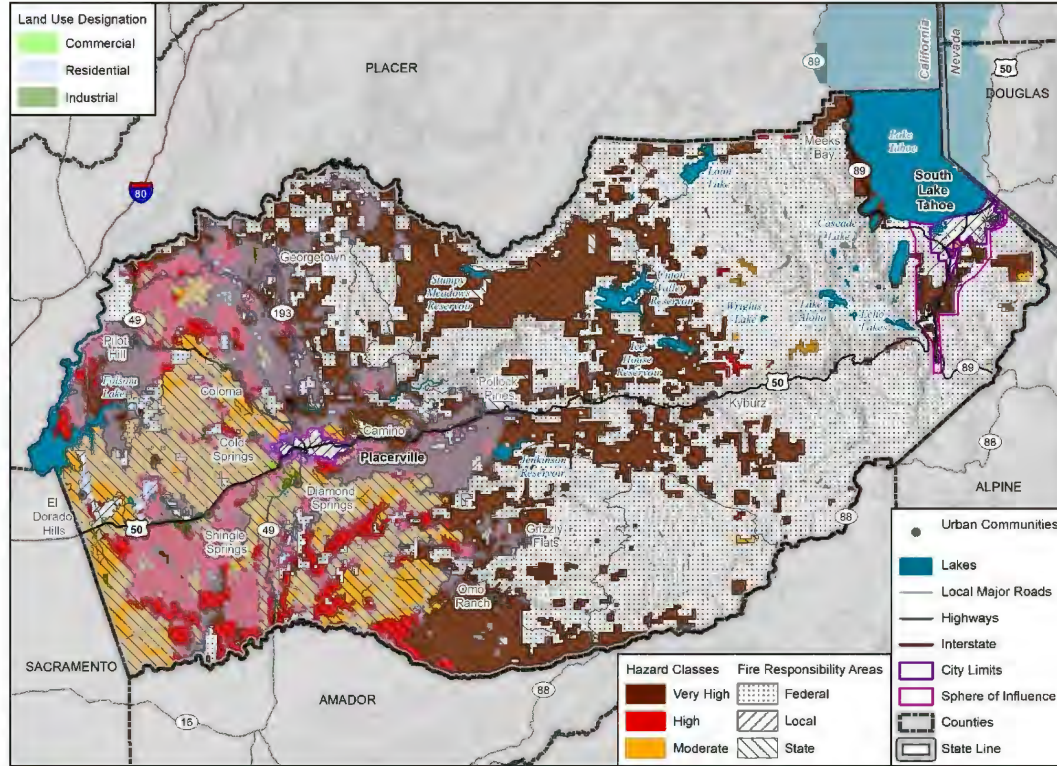 Land Use Designation
Commercial
Residential
Industrial
PLACER
89
California
Nevada
50
DOUGLAS
80
Meeks
Bay
89
Lake
Tahoe
South
Lake
Tahoe
Loon
Lake
Cascade
Lake
Georgetown
Stumpy
Meadows
Reservoir
Union
Valley
Reservoir
193
49
Wrights
Lake
Lake
Aloha
Echo
Lake
Pilot
Hill
Ice
House
Reservoir
Folsom
Lake
Coloma
Pollock
Pines
50
89
Kyburz
Camino
Cold
Springs
Placerville
Jenkinson
Reservoir
88
El
Dorado
Hills
50
Diamond
Springs
49
Shingle
Springs
Grizzly
Flats
88
ALPINE
Omo
Ranch
SACRAMENTO
AMADOR
88
16
Hazard Classes
Very High
High
Moderate
Fire Responsibility Areas
Federal
Local
State
Urban Communities
Lakes
Local Major Roads
Highways
Interstate
City Limits
Sphere of Influence
Counties
State Line